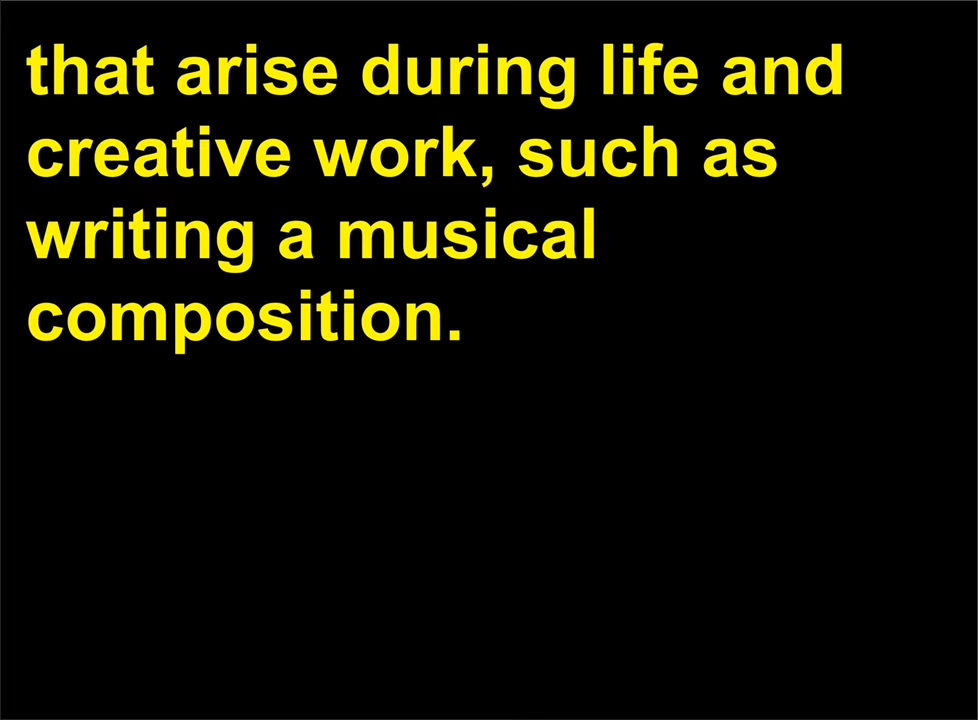 that arise during life and
creative work, such as
writing a musical
composition.